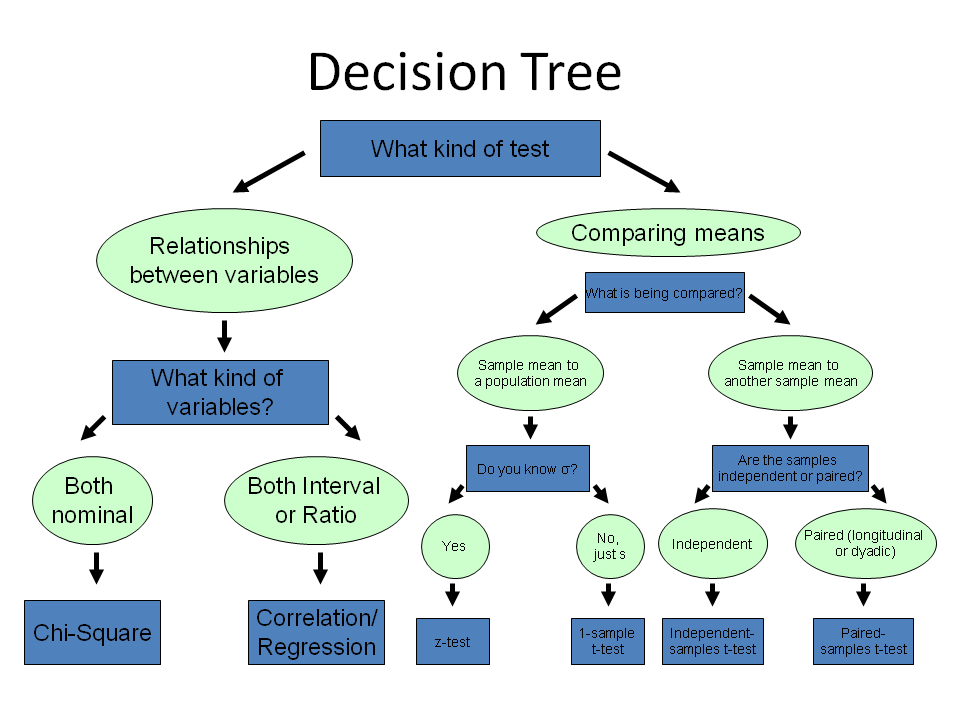 Decision Tree
What kind of test
Relationships
between variables
Comparing means
What is being compared?
What kind of
variables?
Sample mean to
a population mean
Sample mean to
another sample mean
Both
nominal
Both Interval
or Ratio
Do you know σ?
Are the samples
independent or paired?
Yes
No,
just s
Independent
Paired (longitudinal
or dyadic)
Chi-Square
Correlation/
Regression
z-test
1-sample
t-test
Independent-
samples t-test
Paired-
samples t-test